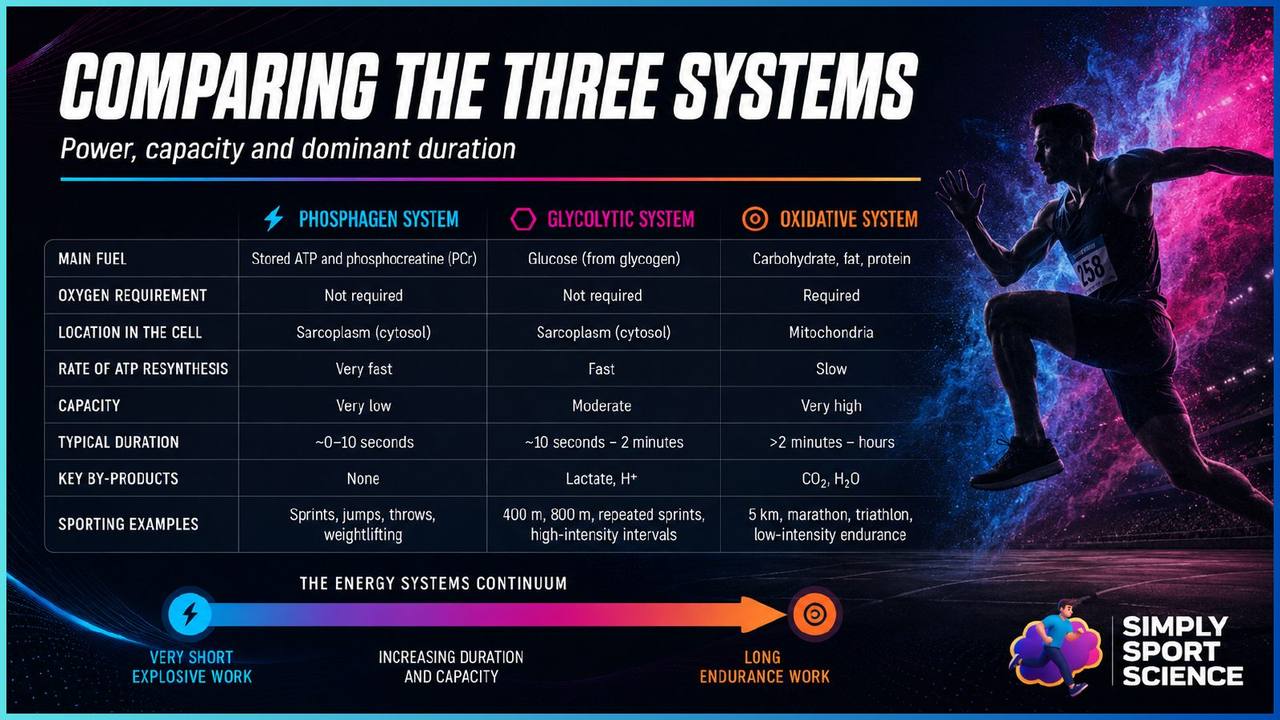 COMPARING THE THREE SYSTEMS
Power, capacity and dominant duration
PHOSPHAGEN SYSTEM GLYCOLYTIC SYSTEM OXIDATIVE SYSTEM
MAIN FUEL Stored ATP and phosphocreatine (PCr) Glucose (from glycogen) Carbohydrate, fat, protein
OXYGEN REQUIREMENT Not required Not required Required
LOCATION IN THE CELL Sarcoplasm (cytosol) Sarcoplasm (cytosol) Mitochondria
RATE OF ATP RESYNTHESIS Very fast Fast Slow
CAPACITY Very low Moderate Very high
TYPICAL DURATION ~0–10 seconds ~10 seconds – 2 minutes >2 minutes – hours
KEY BY-PRODUCTS None Lactate, H⁺ CO₂, H₂O
SPORTING EXAMPLES Sprints, jumps, throws, weightlifting 400 m, 800 m, repeated sprints, high-intensity intervals 5 km, marathon, triathlon, low-intensity endurance
258
THE ENERGY SYSTEMS CONTINUUM
VERY SHORT
EXPLOSIVE WORK
INCREASING DURATION
AND CAPACITY
LONG
ENDURANCE WORK
SIMPLY
SPORT
SCIENCE